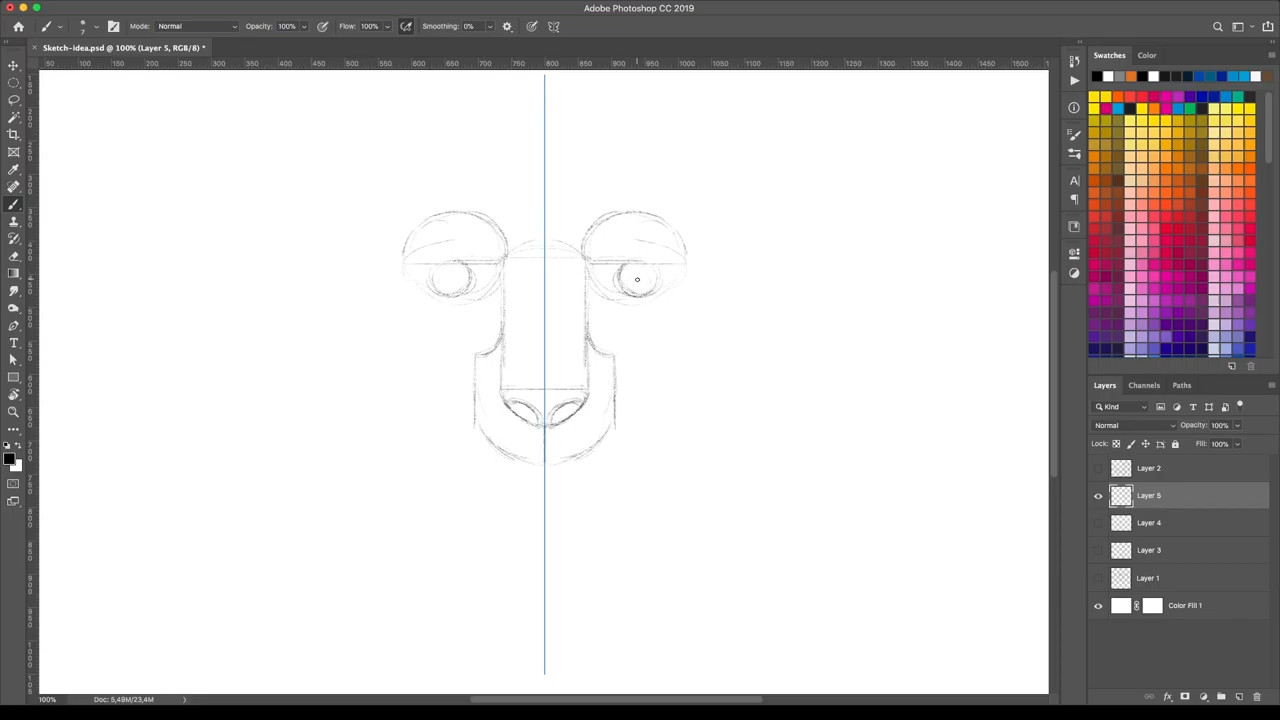 Adobe Photoshop CC 2019
7
Mode: Normal
Opacity: 100%
Flow: 100%
Smoothing: 0%
Sketch-idea.psd @ 100% (Layer 5, RGB/8) *
50 100 150 200 250 300 350 400 450 500 550 600 650 700 750 800 850 900 950 1000 1050 1100 1150 1200 1250 1300 1350 1400 1450 1500
Swatches Color
Layers Channels Paths
Kind
Normal Opacity: 100%
Lock: Fill: 100%
Layer 2
Layer 5
Layer 4
Layer 3
Layer 1
Color Fill 1
100% Doc: 5,49M/23,4M